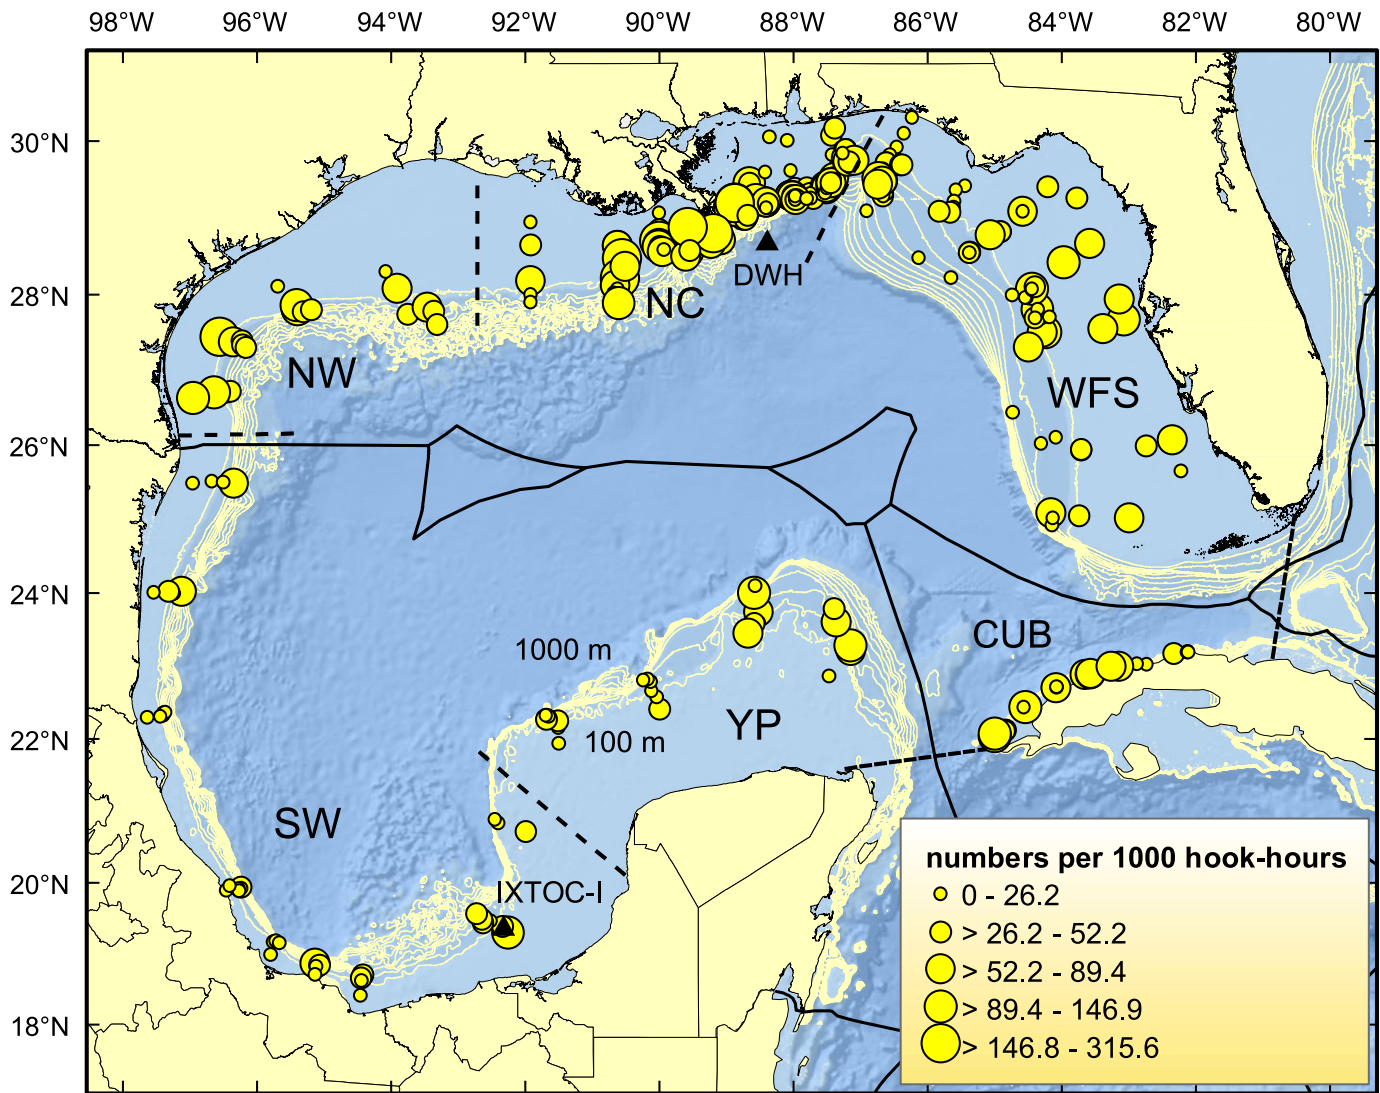 98°W 96°W 94°W 92°W 90°W 88°W 86°W 84°W 82°W 80°W
30°N
28°N
26°N
24°N
22°N
20°N
18°N
DWH
NC
NW
WFS
CUB
1000 m
100 m
YP
SW
IXTOC-I
numbers per 1000 hook-hours
0 - 26.2
> 26.2 - 52.2
> 52.2 - 89.4
> 89.4 - 146.9
> 146.8 - 315.6